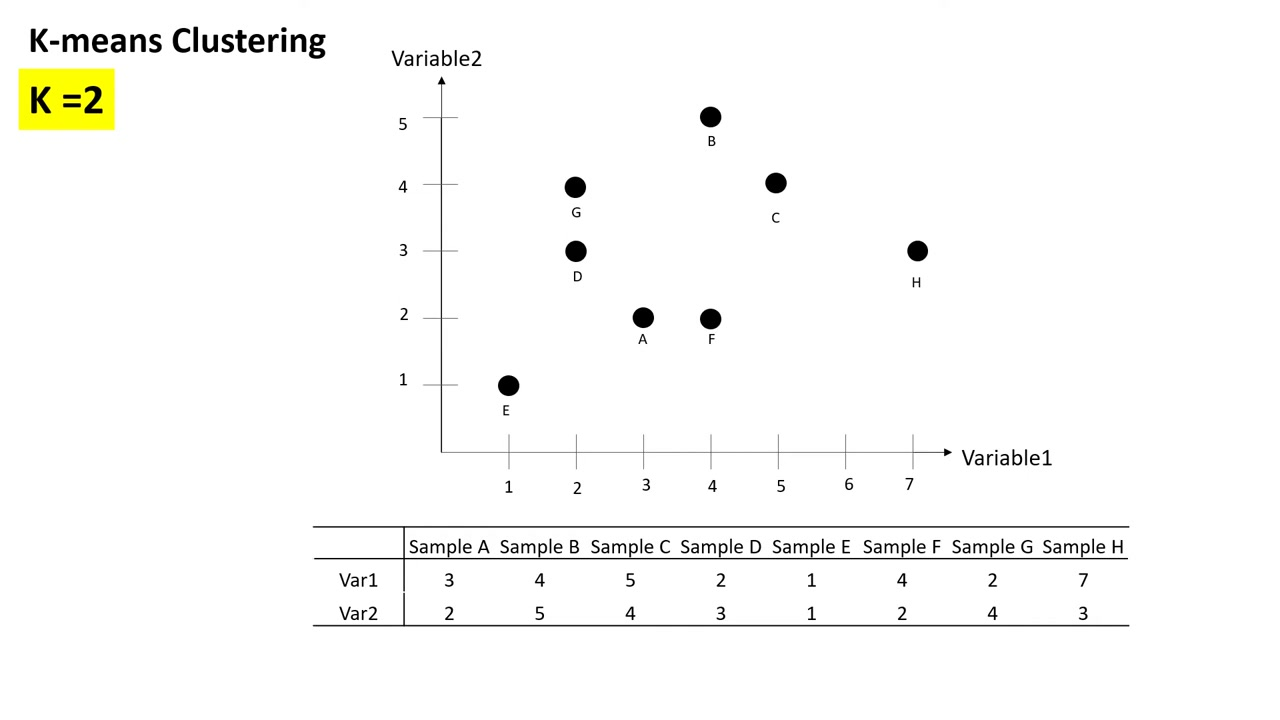 K-means Clustering
K =2
Variable2
5
B
4
G
C
3
D
H
2
A
F
1
E
Variable1
1 2 3 4 5 6 7
Sample A Sample B Sample C Sample D Sample E Sample F Sample G Sample H
Var1 3 4 5 2 1 4 2 7
Var2 2 5 4 3 1 2 4 3